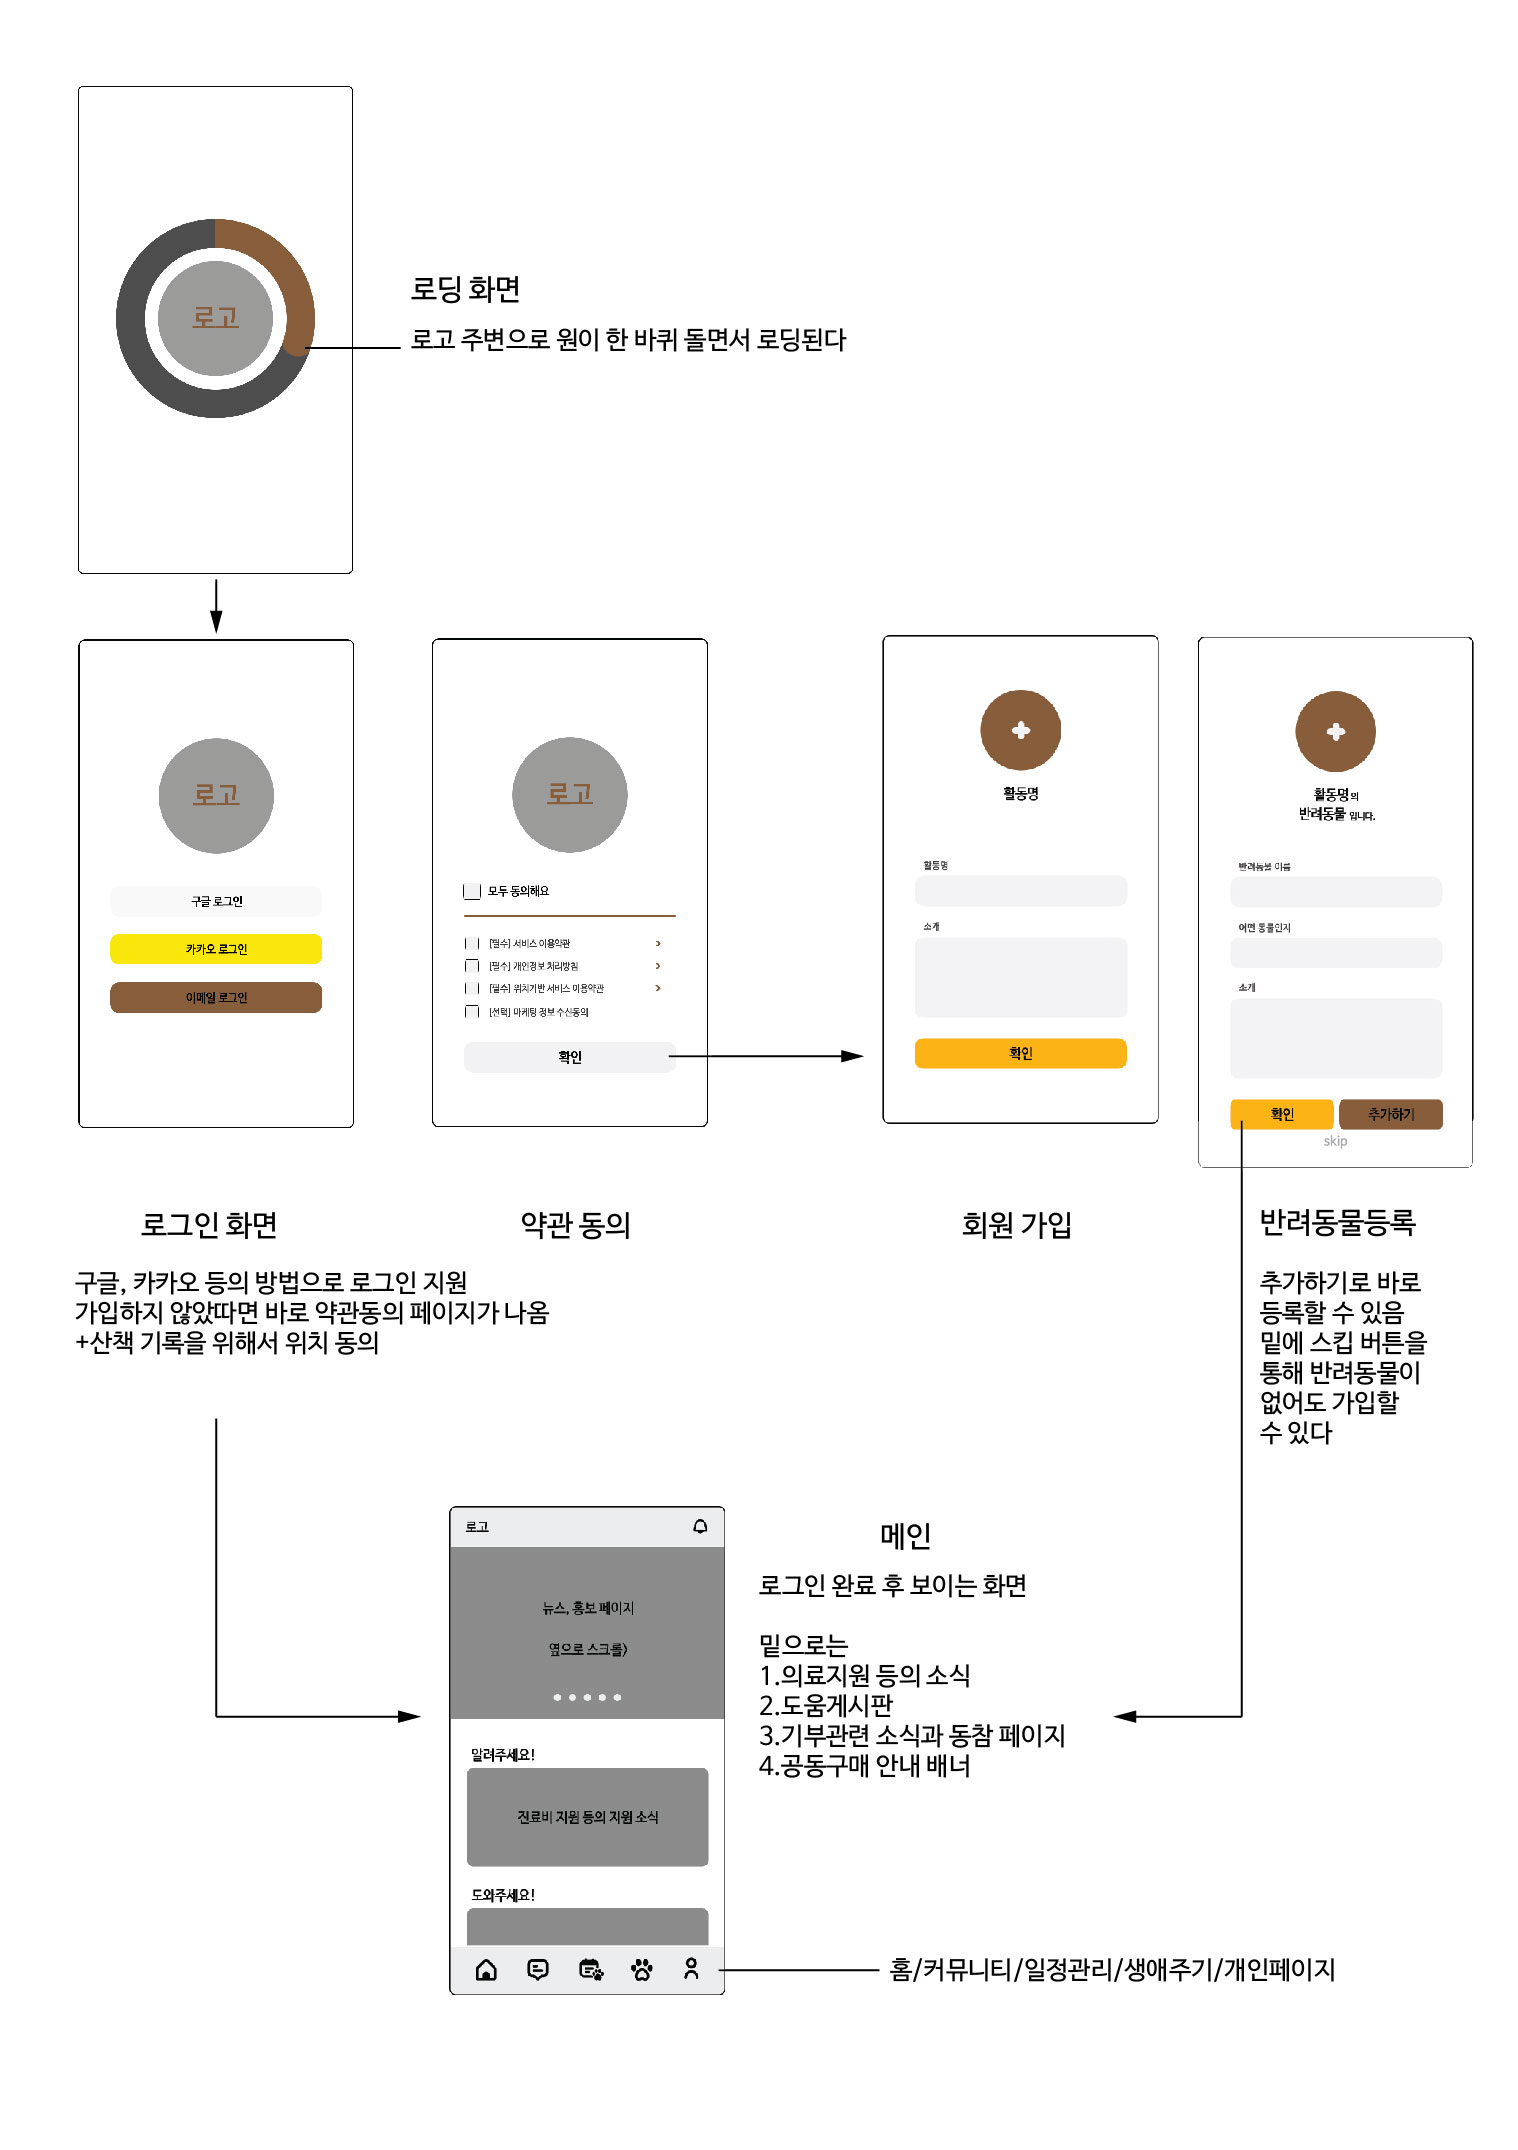 로고
로딩 화면
로고 주변으로 원이 한 바퀴 돌면서 로딩된다
로고
구글 로그인
카카오 로그인
이메일 로그인
로고
모두 동의해요
[필수] 서비스 이용약관
[필수] 개인정보 처리방침
[필수] 위치기반 서비스 이용약관
[선택] 마케팅 정보 수신동의
확인
활동명
활동명
소개
확인
활동명의
반려동물 입니다.
반려동물 이름
어떤 동물인지
소개
확인
추가하기
skip
로그인 화면
구글, 카카오 등의 방법으로 로그인 지원
가입하지 않았따면 바로 약관동의 페이지가 나옴
+산책 기록을 위해서 위치 동의
약관 동의
회원 가입
반려동물등록
추가하기로 바로
등록할 수 있음
밑에 스킵 버튼을
통해 반려동물이
없어도 가입할
수 있다
로고
뉴스, 홍보 페이지
옆으로 스크롤>
알려주세요!
진료비 지원 등의 지원 소식
도와주세요!
메인
로그인 완료 후 보이는 화면
밑으로는
1.의료지원 등의 소식
2.도움게시판
3.기부관련 소식과 동참 페이지
4.공동구매 안내 배너
홈/커뮤니티/일정관리/생애주기/개인페이지